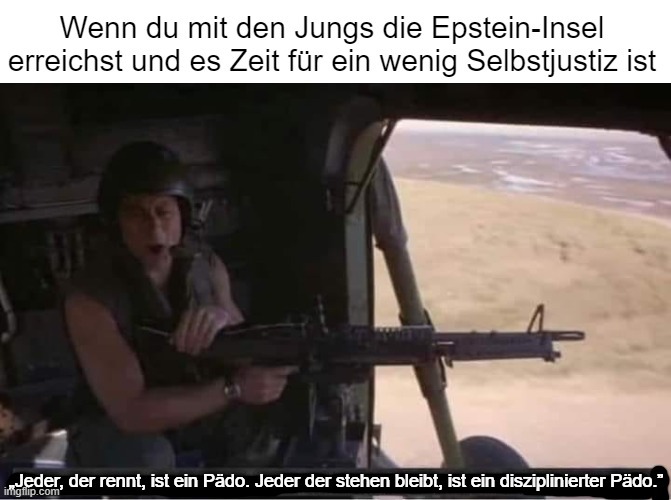 Wenn du mit den Jungs die Epstein-Insel
erreichst und es Zeit für ein wenig Selbstjustiz ist
„Jeder, der rennt, ist ein Pädo. Jeder der stehen bleibt, ist ein disziplinierter Pädo.”
imgflip.com